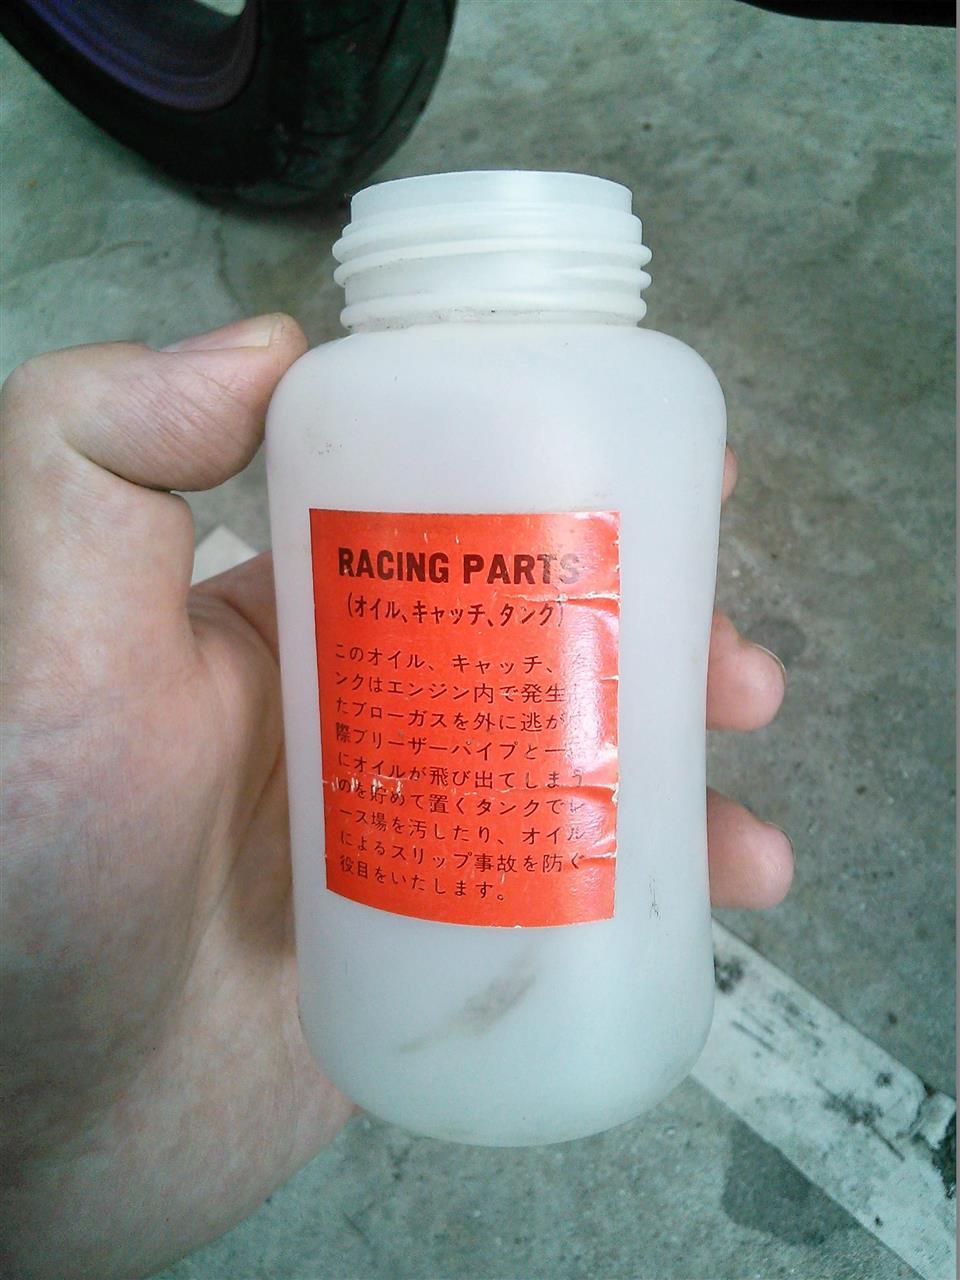 RACING PARTS
(オイル、キャッチ、タンク)
このオイル、キャッチ、タ
ンクはエンジン内で発生し
たブローガスを外に逃がす
際ブリーザーパイプと一緒
にオイルが飛び出てしまう
のを貯めて置くタンクでレ
ース場を汚したり、オイル
によるスリップ事故を防ぐ
役目をいたします。